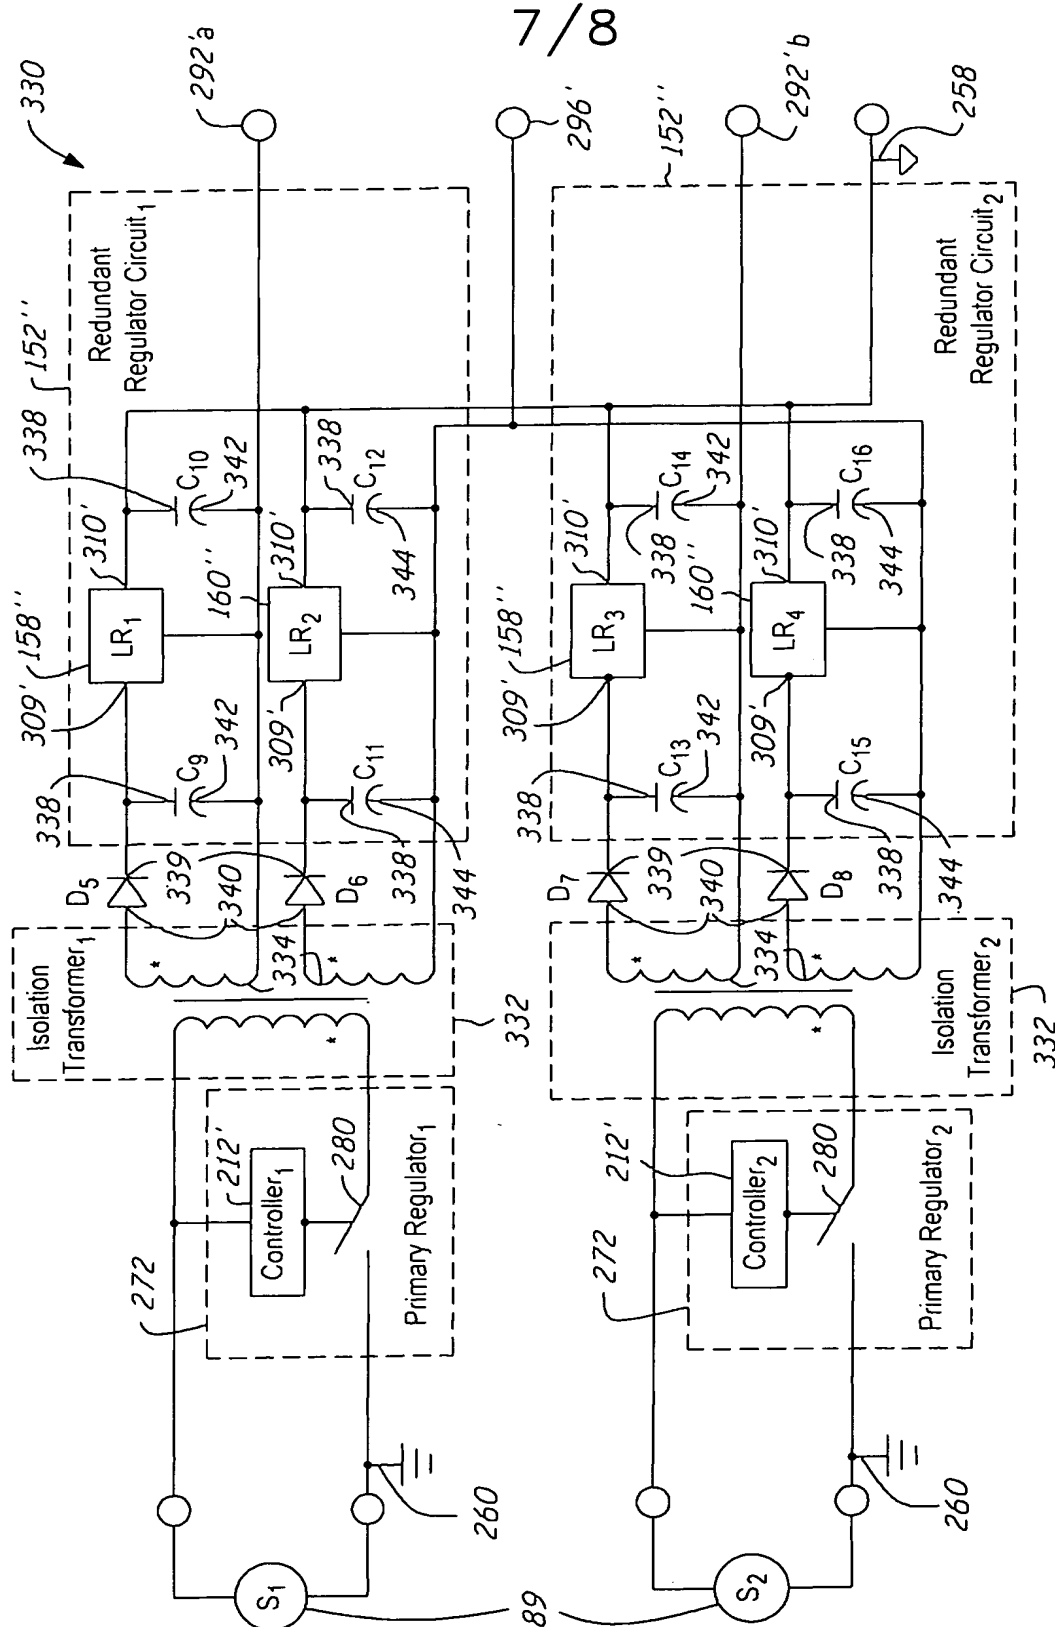 7/8
330
292'a
296'
292'b
258
152''
Redundant
Regulator Circuit1
338
C10
342
310'
158''
LR1
309'
338
C9
342
160''
LR2
310'
338
C12
344
309'
C11
338
344
D5
339
D6
340
334
*
*
*
Isolation
Transformer1
332
212'
Controller1
280
272
Primary Regulator1
260
S1
89
152''
Redundant
Regulator Circuit2
C14
342
338
310'
158''
LR3
309'
338
C13
342
160''
LR4
310'
C16
338
344
309'
C15
338
344
D7
339
D8
340
334
*
*
*
Isolation
Transformer2
332
212'
Controller2
280
272
Primary Regulator2
260
S2